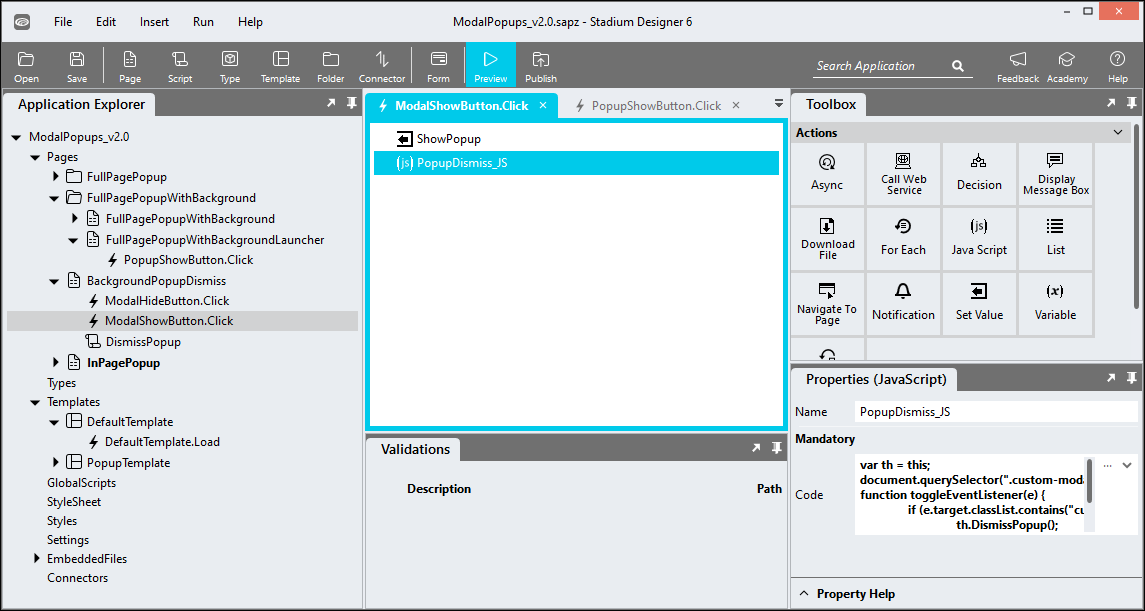 File Edit Insert Run Help ModalPopups_v2.0.sapz - Stadium Designer 6
Open Save Page Script Type Template Folder Connector Form Preview Publish Search Application Feedback Academy Help
Application Explorer
ModalPopups_v2.0
Pages
FullPagePopup
FullPagePopupWithBackground
FullPagePopupWithBackground
FullPagePopupWithBackgroundLauncher
PopupShowButton.Click
BackgroundPopupDismiss
ModalHideButton.Click
ModalShowButton.Click
DismissPopup
InPagePopup
Types
Templates
DefaultTemplate
DefaultTemplate.Load
PopupTemplate
GlobalScripts
StyleSheet
Styles
Settings
EmbeddedFiles
Connectors
ModalShowButton.Click PopupShowButton.Click
ShowPopup
(js) PopupDismiss_JS
Validations
Description Path
Toolbox
Actions
Async
Call Web
Service
Decision
Display
Message Box
Download
File
For Each
(js)
Java Script
List
Navigate To
Page
Notification
Set Value
(x)
Variable
Properties (JavaScript)
Name PopupDismiss_JS
Mandatory
Code
var th = this;
document.querySelector(".custom-moda
function toggleEventListener(e) {
if (e.target.classList.contains("cu
th.DismissPopup();
...
Property Help